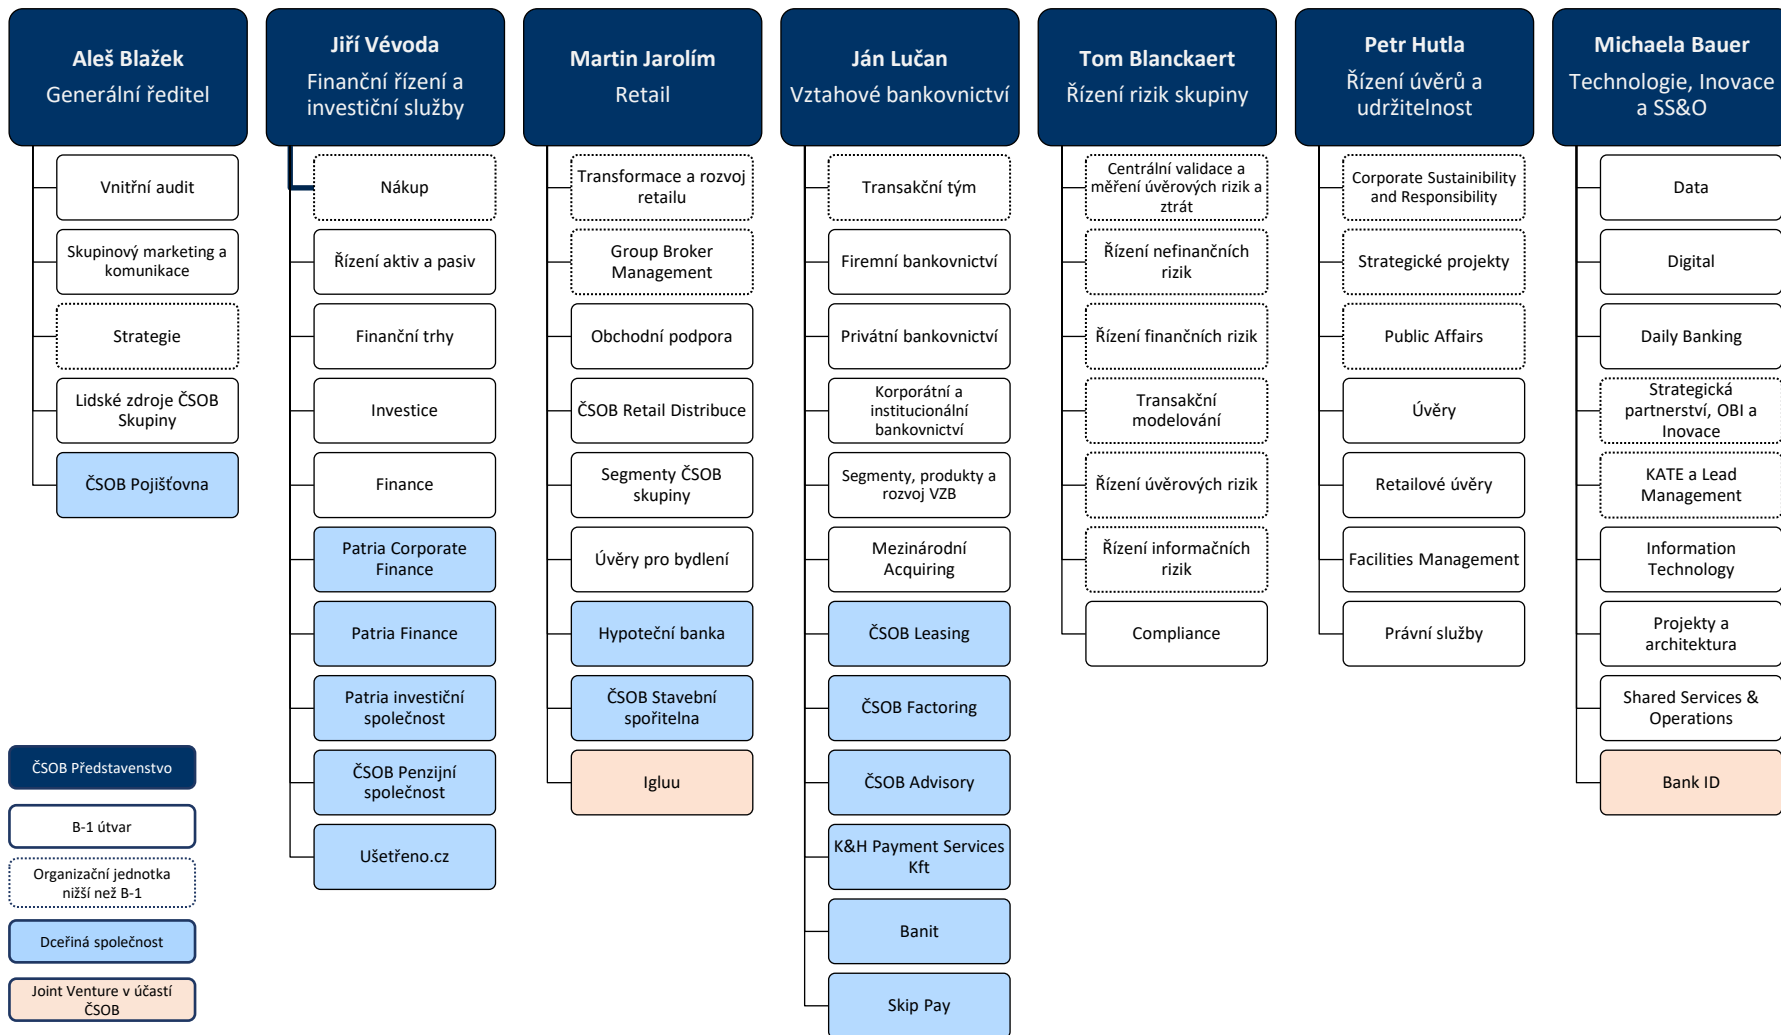 Aleš Blažek
Generální ředitel
Vnitřní audit
Skupinový marketing a
komunikace
Strategie
Lidské zdroje ČSOB
Skupiny
ČSOB Pojišťovna
Jiří Vévoda
Finanční řízení a
investiční služby
Nákup
Řízení aktiv a pasiv
Finanční trhy
Investice
Finance
Patria Corporate
Finance
Patria Finance
Patria investiční
společnost
ČSOB Penzijní
společnost
Ušetřeno.cz
Martin Jarolím
Retail
Transformace a rozvoj
retailu
Group Broker
Management
Obchodní podpora
ČSOB Retail Distribuce
Segmenty ČSOB
skupiny
Úvěry pro bydlení
Hypoteční banka
ČSOB Stavební
spořitelna
Igluu
Ján Lučan
Vztahové bankovnictví
Transakční tým
Firemní bankovnictví
Privátní bankovnictví
Korporátní a
institucionální
bankovnictví
Segmenty, produkty a
rozvoj VZB
Mezinárodní
Acquiring
ČSOB Leasing
ČSOB Factoring
ČSOB Advisory
K&H Payment Services
Kft
Banit
Skip Pay
Tom Blanckaert
Řízení rizik skupiny
Centrální validace a
měření úvěrových rizik a
ztrát
Řízení nefinančních
rizik
Řízení finančních rizik
Transakční
modelování
Řízení úvěrových rizik
Řízení informačních
rizik
Compliance
Petr Hutla
Řízení úvěrů a
udržitelnost
Corporate Sustainibility
and Responsibility
Strategické projekty
Public Affairs
Úvěry
Retailové úvěry
Facilities Management
Právní služby
Michaela Bauer
Technologie, Inovace
a SS&O
Data
Digital
Daily Banking
Strategická
partnerství, OBI a
Inovace
KATE a Lead
Management
Information
Technology
Projekty a
architektura
Shared Services &
Operations
Bank ID
ČSOB Představenstvo
B-1 útvar
Organizační jednotka
nižší než B-1
Dceřiná společnost
Joint Venture v účastí
ČSOB